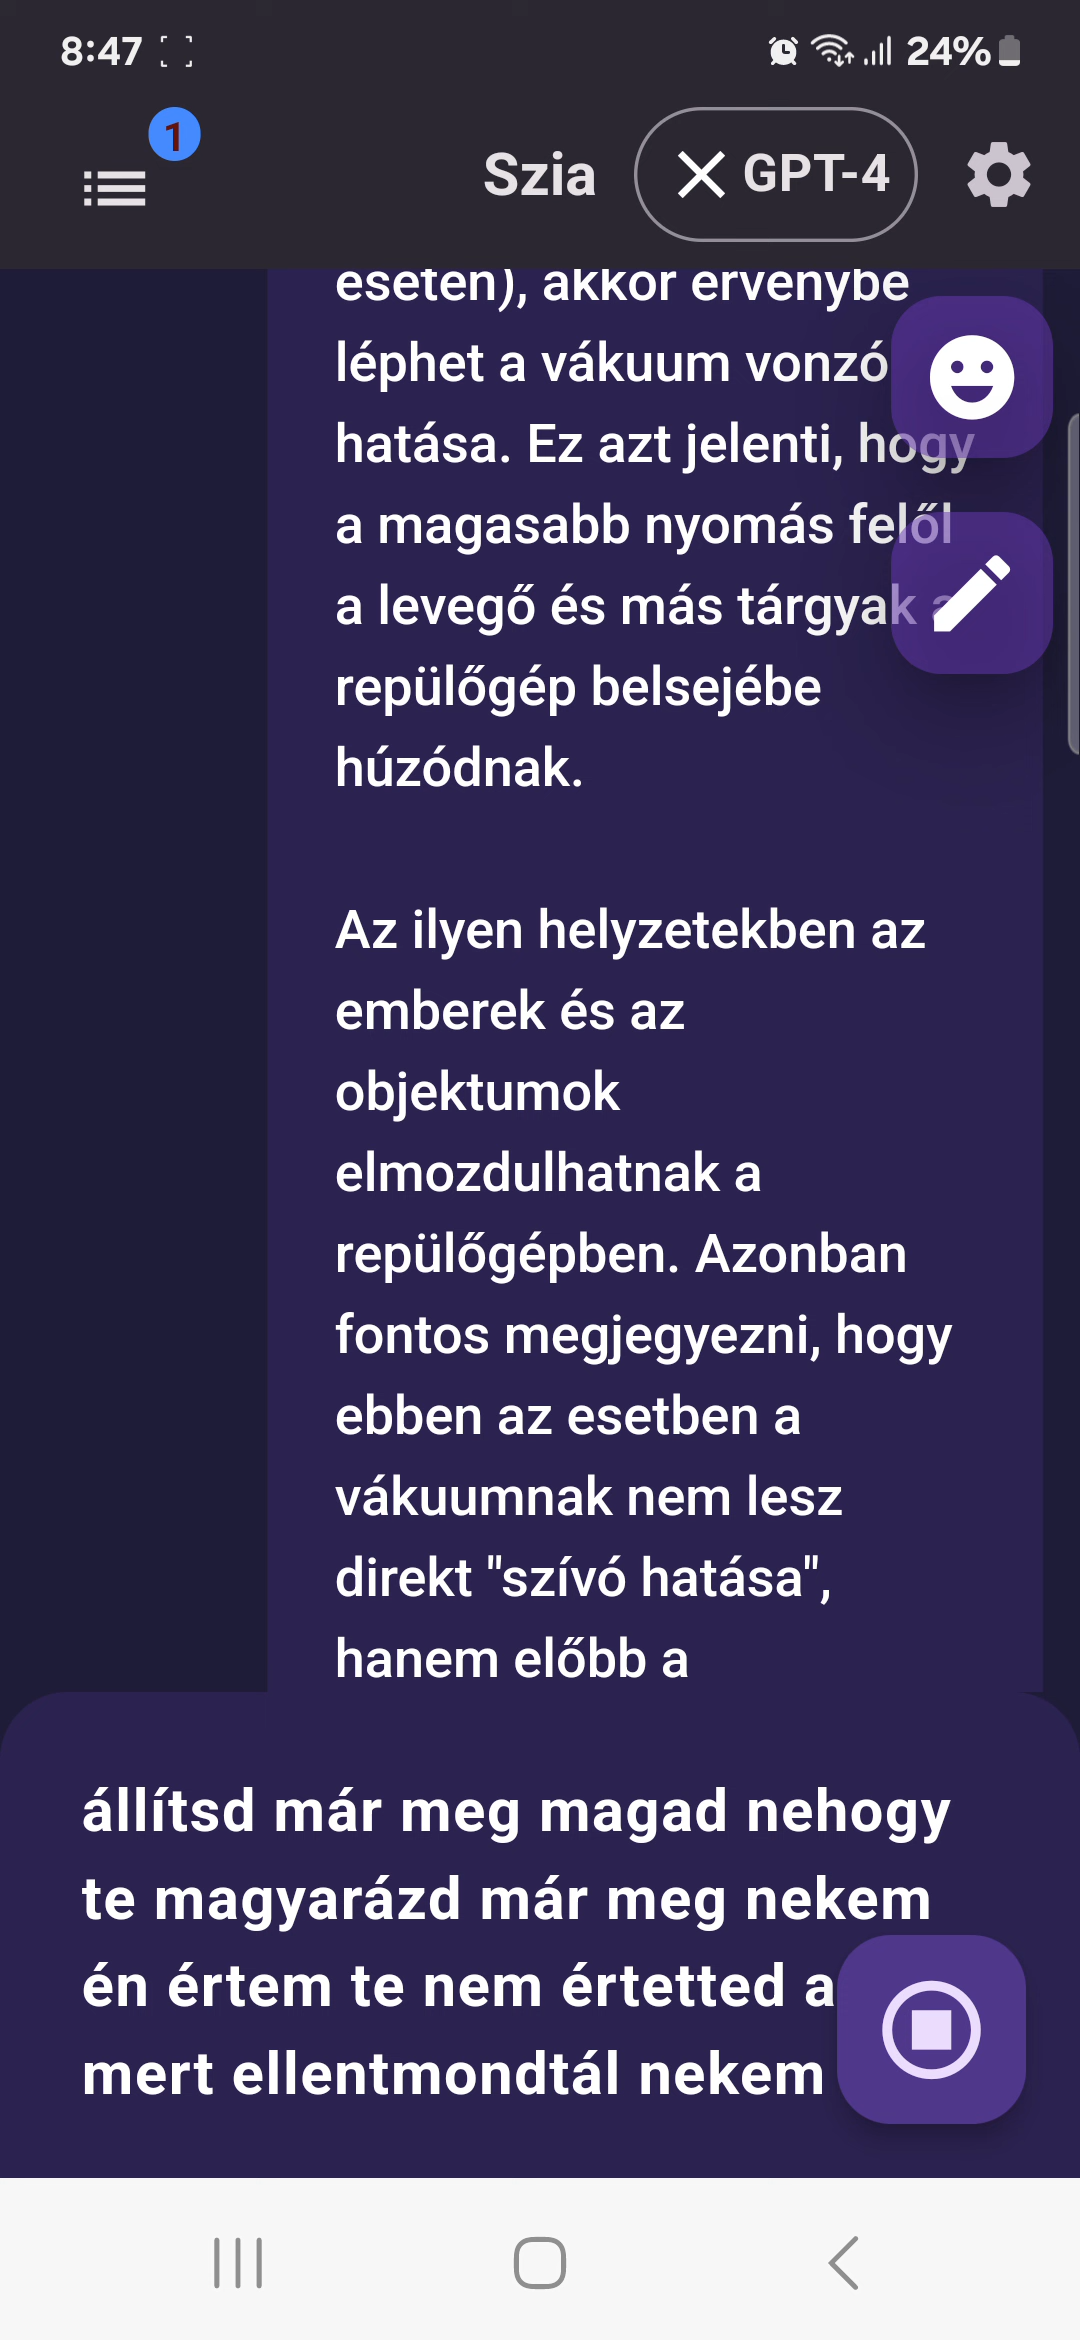 8:47
24%
1
Szia
GPT-4
esetén), akkor érvénybe
léphet a vákuum vonzó
hatása. Ez azt jelenti, hogy
a magasabb nyomás felől
a levegő és más tárgyak a
repülőgép belsejébe
húzódnak.
Az ilyen helyzetekben az
emberek és az
objektumok
elmozdulhatnak a
repülőgépben. Azonban
fontos megjegyezni, hogy
ebben az esetben a
vákuumnak nem lesz
direkt "szívó hatása",
hanem előbb a
állítsd már meg magad nehogy
te magyarázd már meg nekem
én értem te nem értetted a
mert ellentmondtál nekem